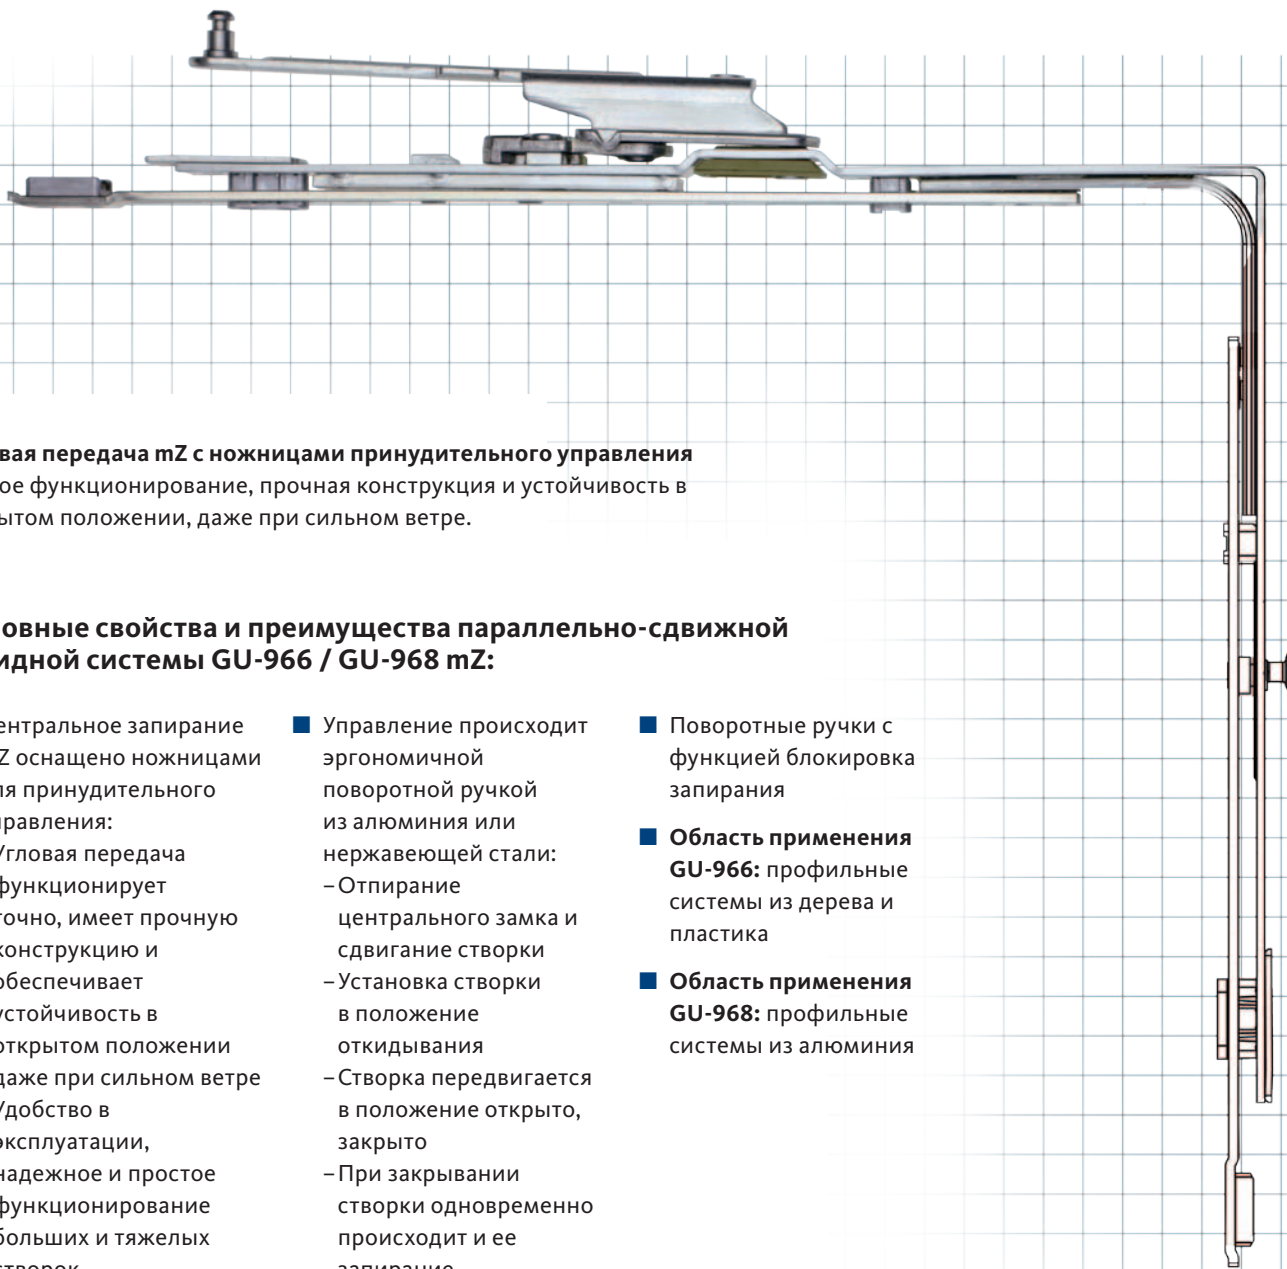 вая передача mZ с ножницами принудительного управления
ое функционирование, прочная конструкция и устойчивость в
ытом положении, даже при сильном ветре.
овные свойства и преимущества параллельно-сдвижной
идной системы GU-966 / GU-968 mZ:
ентральное запирание
Z оснащено ножницами
ля принудительного
равления:
Угловая передача
функционирует
точно, имеет прочную
конструкцию и
обеспечивает
устойчивость в
открытом положении
даже при сильном ветре
Удобство в
эксплуатации,
надежное и простое
функционирование
больших и тяжелых
створок
■ Управление происходит
эргономичной
поворотной ручкой
из алюминия или
нержавеющей стали:
– Отпирание
центрального замка и
сдвигание створки
– Установка створки
в положение
откидывания
– Створка передвигается
в положение открыто,
закрыто
– При закрывании
створки одновременно
происходит и ее
запирание
■ Поворотные ручки с
функцией блокировка
запирания
■ Область применения
GU-966: профильные
системы из дерева и
пластика
■ Область применения
GU-968: профильные
системы из алюминия